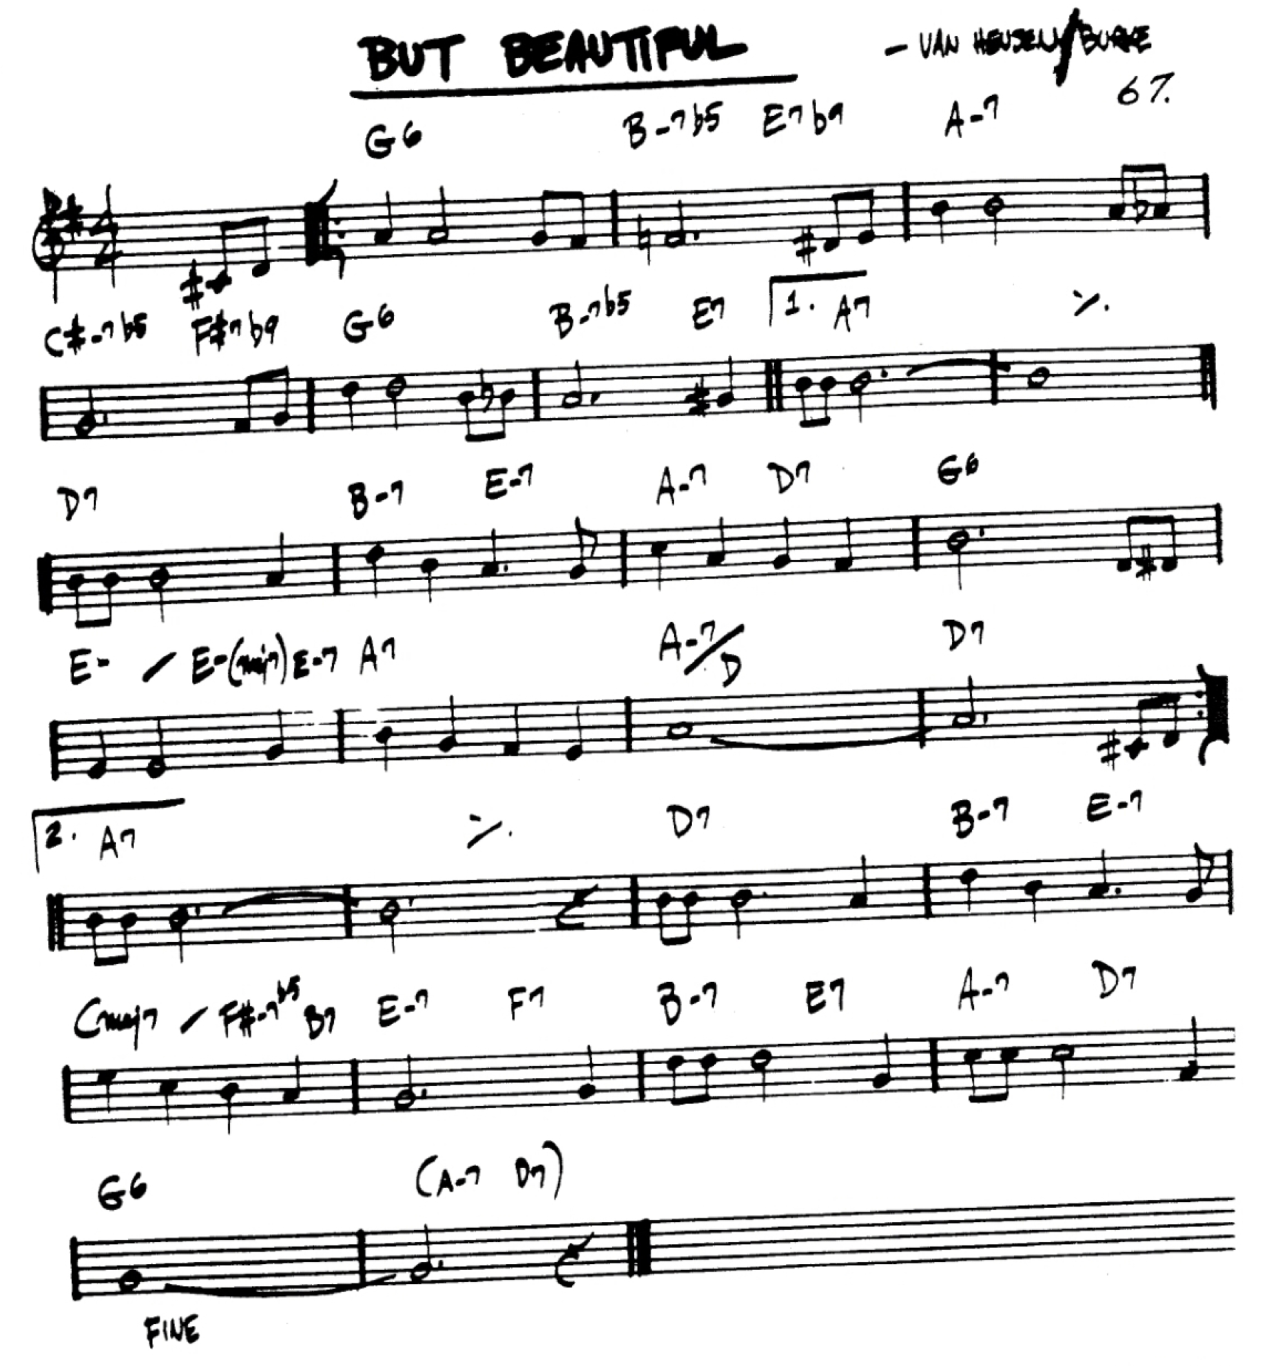 BUT BEAUTIFUL
- VAN HEUSEN/BURKE
67.
G6 B-7b5 E7b9 A-7
C#-7b5 F#7b9 G6 B-7b5 E7 1. A7 ٪
D7 B-7 E-7 A-7 D7 G6
E- / E-(maj7) E-7 A7 A-7/D D7
2. A7 ٪ D7 B-7 E-7
Cmaj7 / F#-7b5 B7 E-7 F7 B-7 E7 A-7 D7
G6 (A-7 D7)
FINE